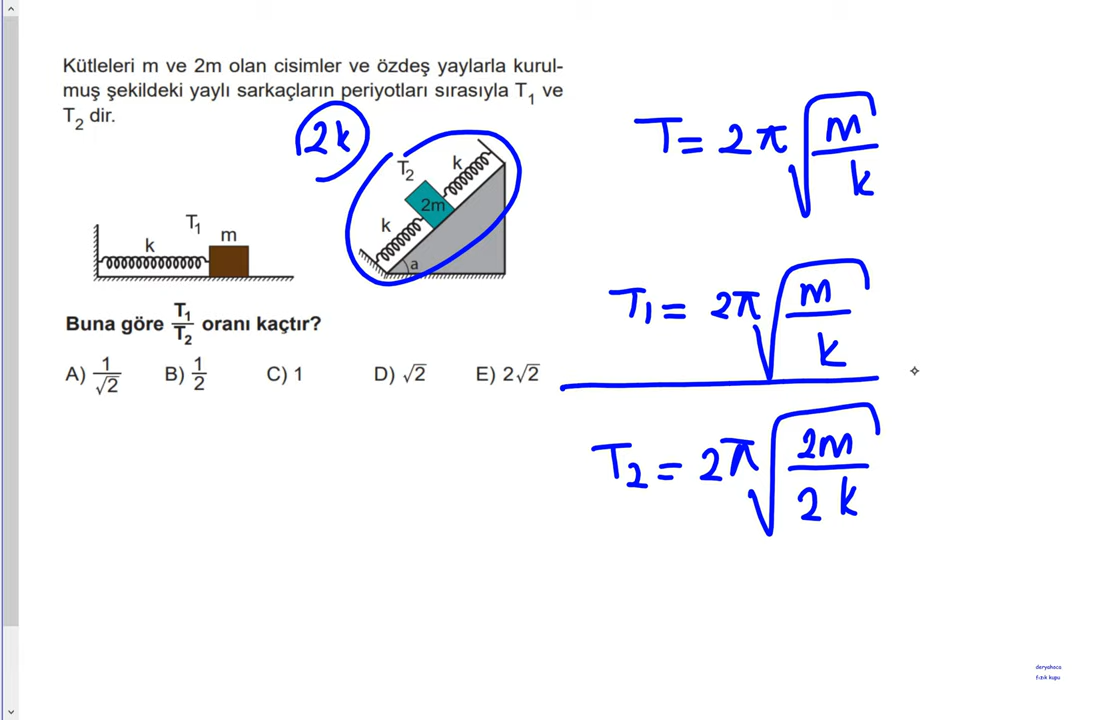 Kütleleri m ve 2m olan cisimler ve özdeş yaylarla kurul-
muş şekildeki yaylı sarkaçların periyotları sırasıyla T₁ ve
T₂ dir.
2k
T₂
k
2m
k
a
T₁
m
k
Buna göre T₁/T₂ oranı kaçtır?
A) 1/√2 B) 1/2 C) 1 D) √2 E) 2√2
T = 2π √(m/k)
T₁ = 2π √(m/k)
T₂ = 2π √(2m/2k)
deryahoca
fizik kupu